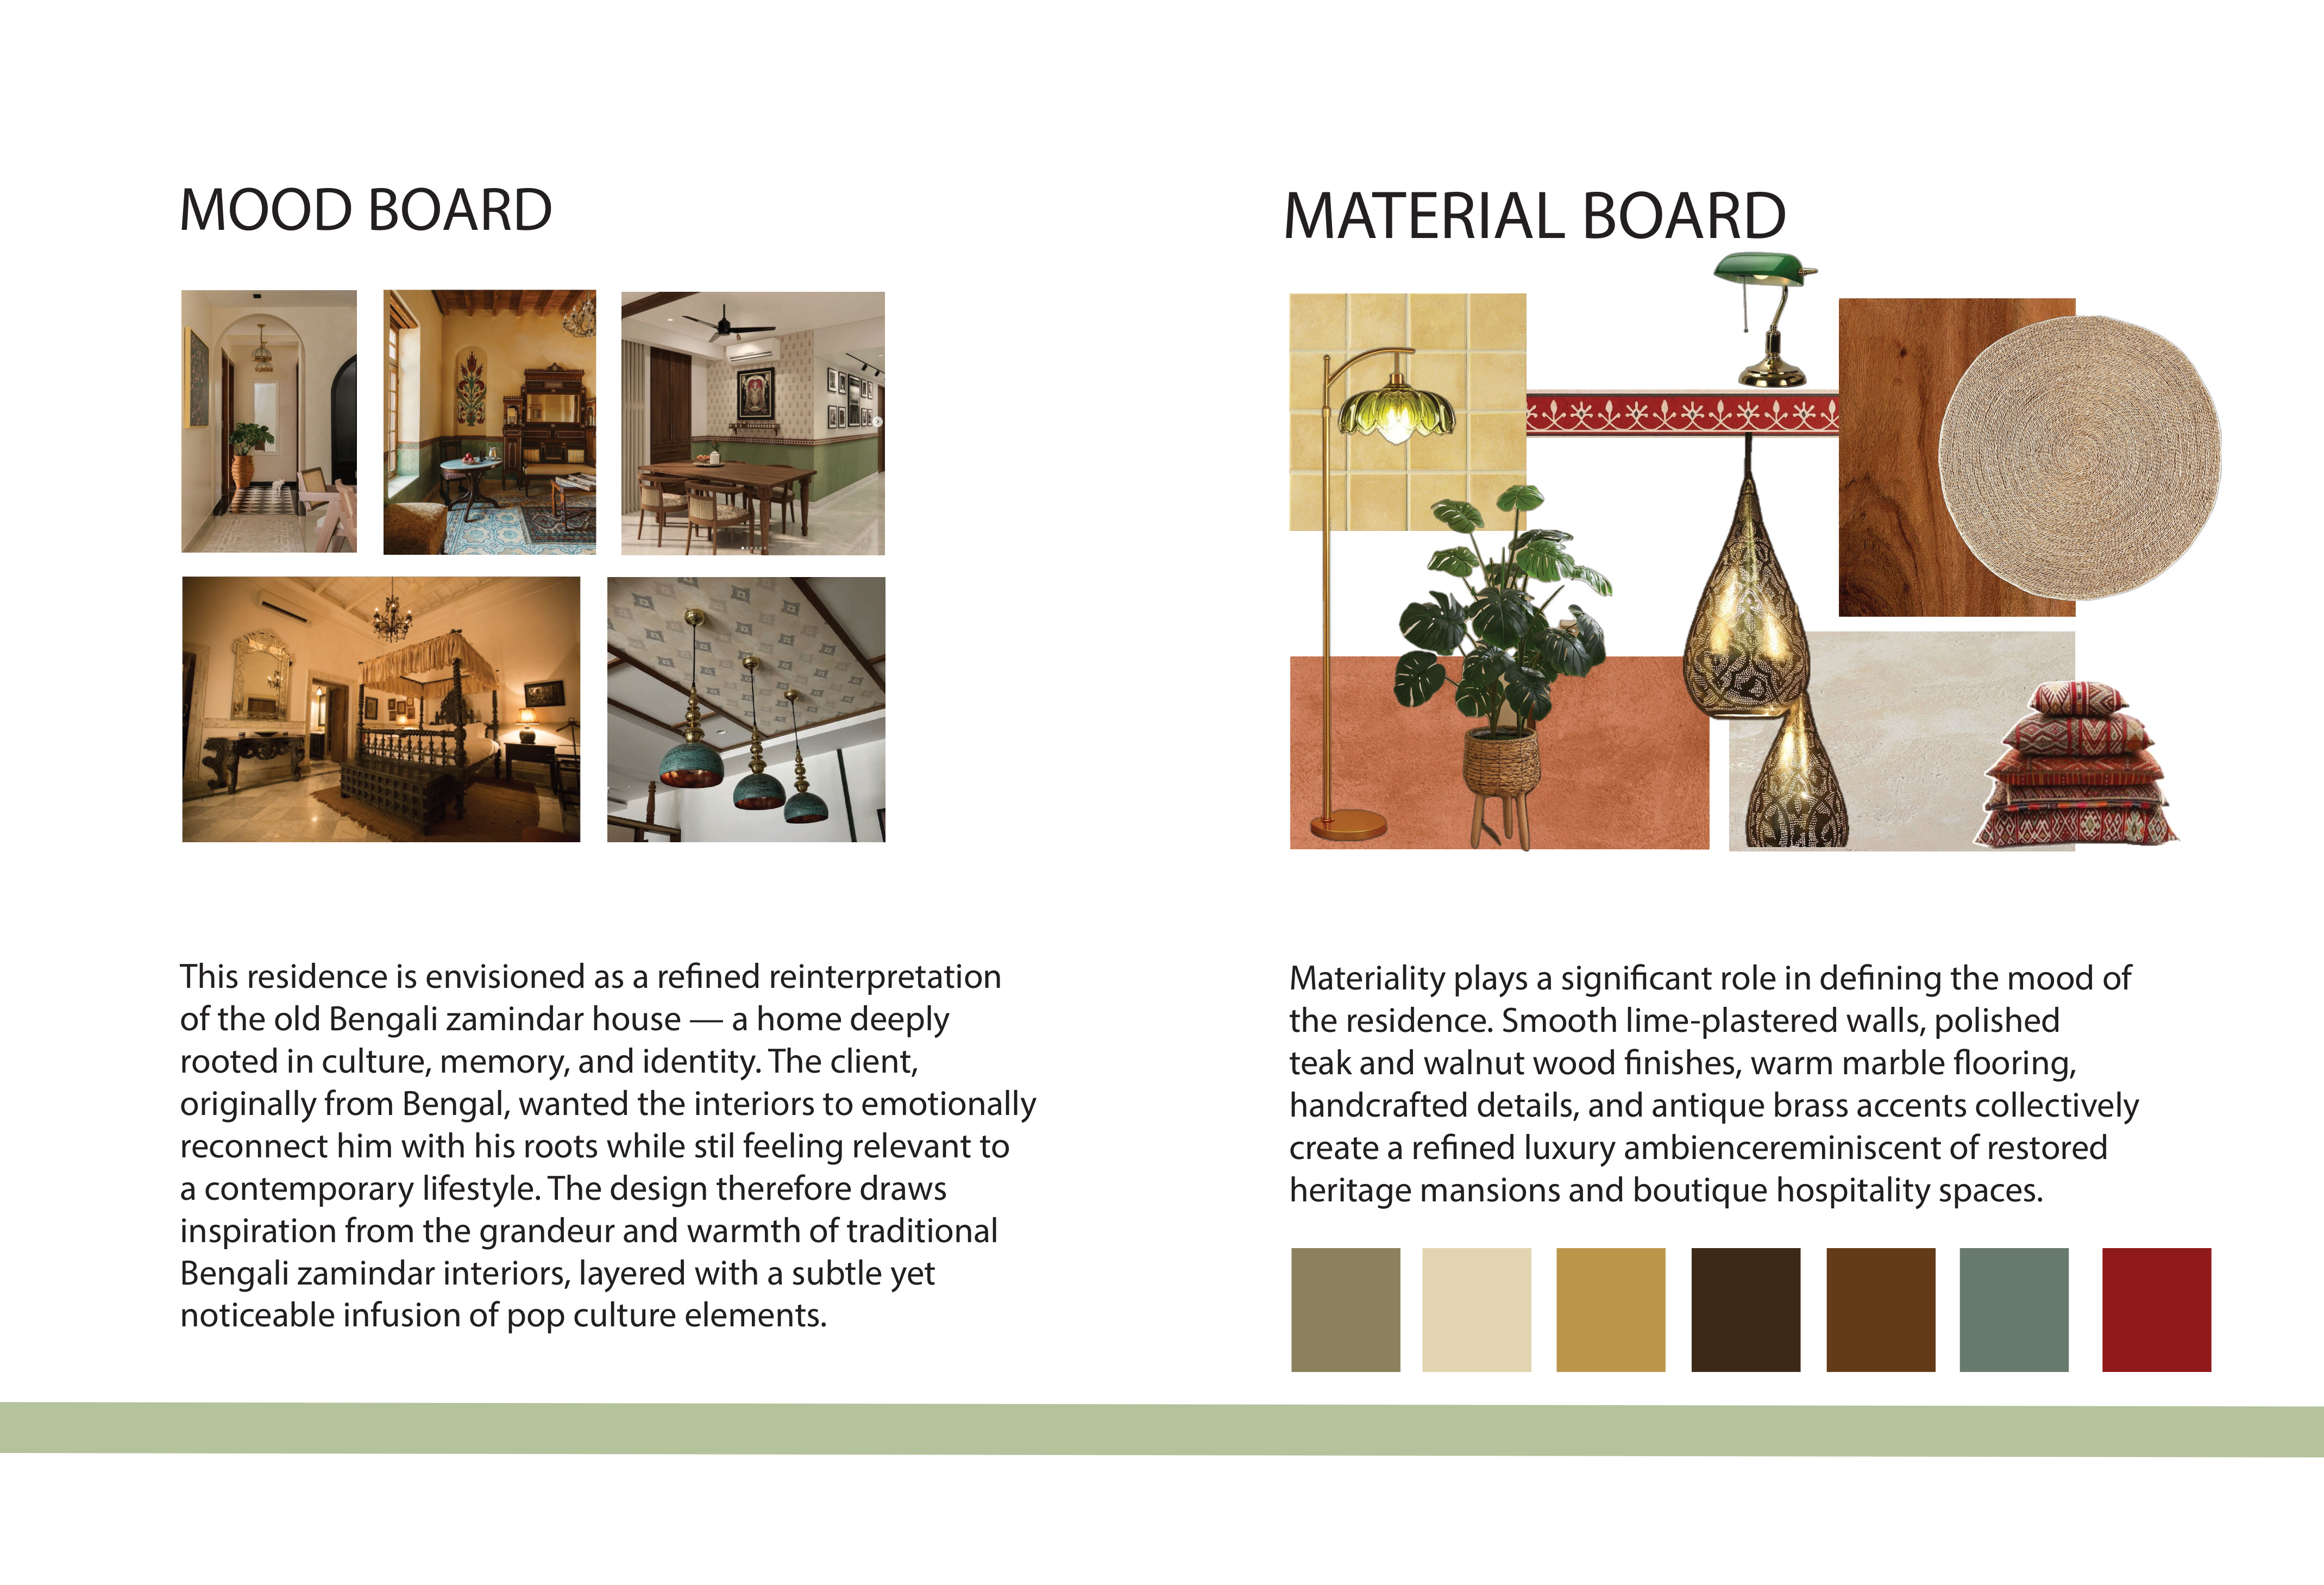 MOOD BOARD
This residence is envisioned as a refined reinterpretation
of the old Bengali zamindar house — a home deeply
rooted in culture, memory, and identity. The client,
originally from Bengal, wanted the interiors to emotionally
reconnect him with his roots while stil feeling relevant to
a contemporary lifestyle. The design therefore draws
inspiration from the grandeur and warmth of traditional
Bengali zamindar interiors, layered with a subtle yet
noticeable infusion of pop culture elements.
MATERIAL BOARD
Materiality plays a significant role in defining the mood of
the residence. Smooth lime-plastered walls, polished
teak and walnut wood finishes, warm marble flooring,
handcrafted details, and antique brass accents collectively
create a refined luxury ambiencereminiscent of restored
heritage mansions and boutique hospitality spaces.